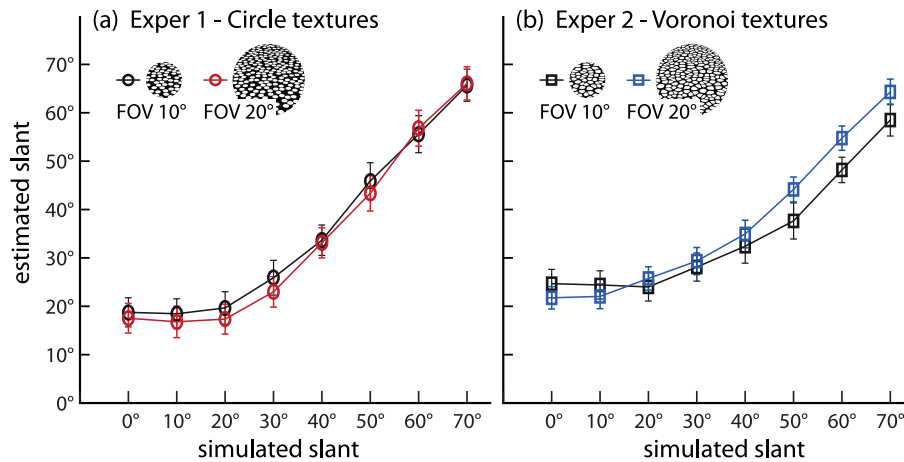 (a) Exper 1 - Circle textures
(b) Exper 2 - Voronoi textures
FOV 10° FOV 20°
FOV 10° FOV 20°
estimated slant
70°
60°
50°
40°
30°
20°
10°
0°
0° 10° 20° 30° 40° 50° 60° 70°
0° 10° 20° 30° 40° 50° 60° 70°
simulated slant
simulated slant